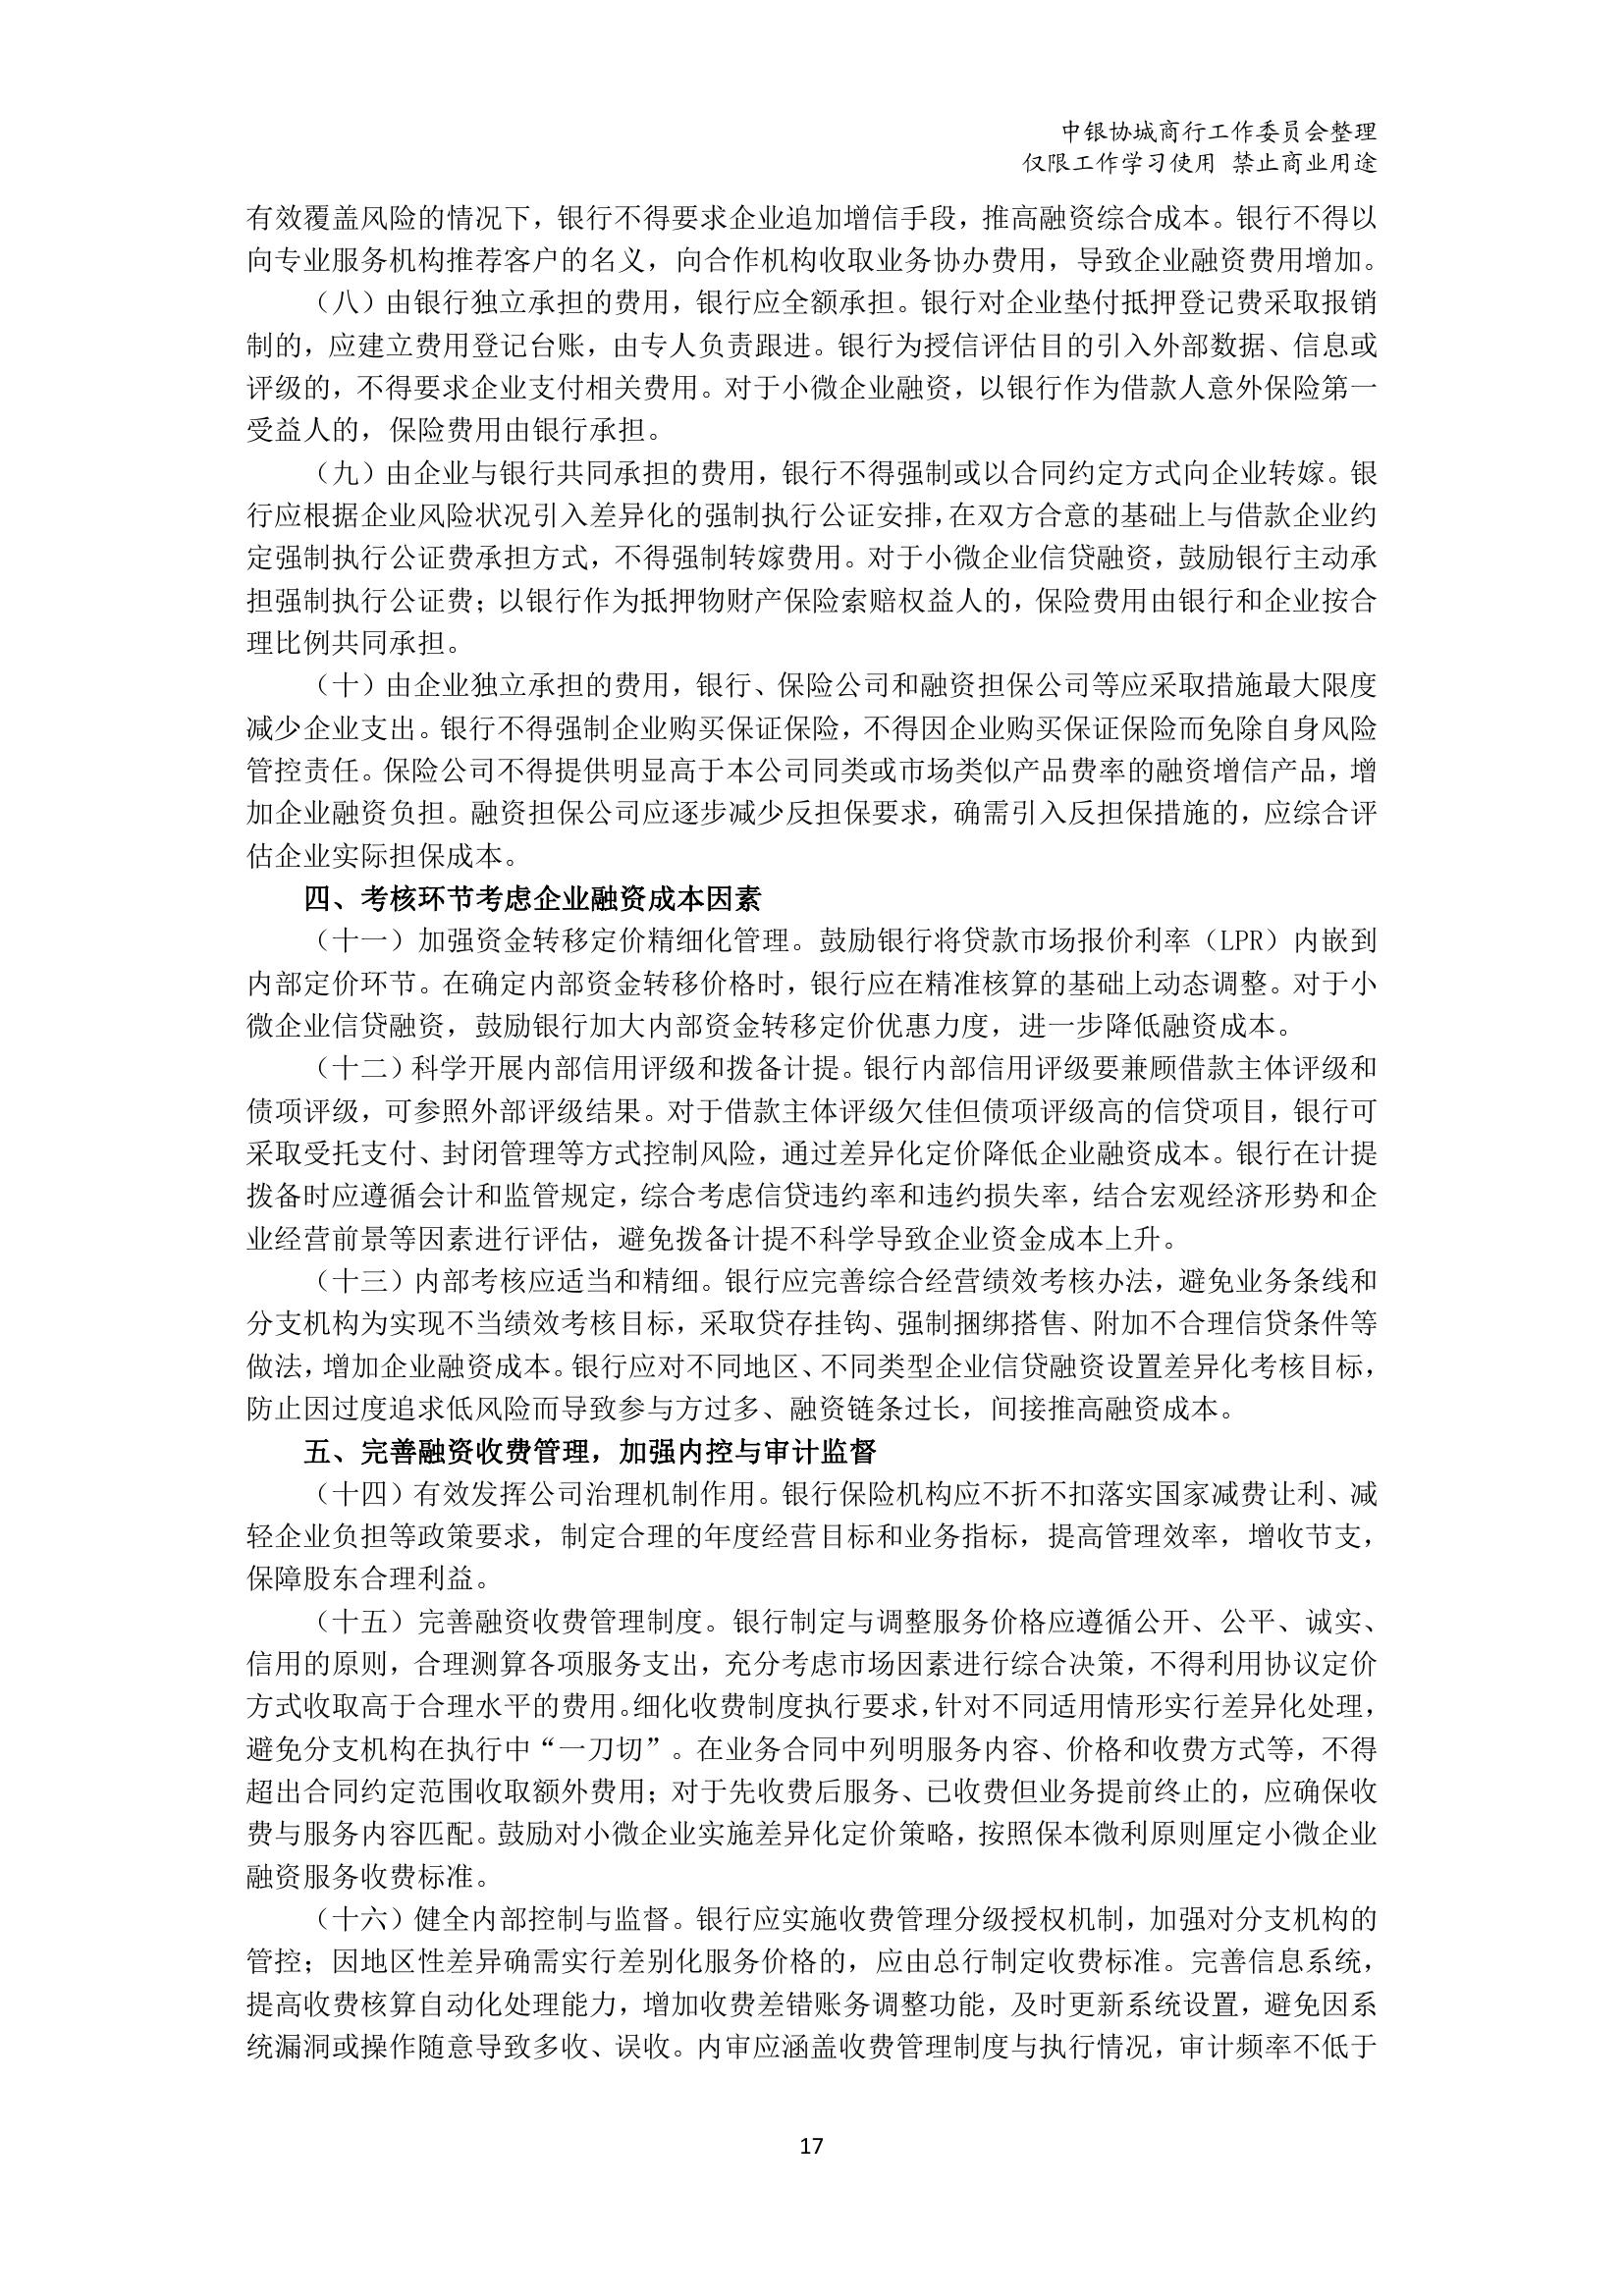 中银协城商行工作委员会整理
仅限工作学习使用 禁止商业用途
有效覆盖风险的情况下，银行不得要求企业追加增信手段，推高融资综合成本。银行不得以
向专业服务机构推荐客户的名义，向合作机构收取业务协办费用，导致企业融资费用增加。
（八）由银行独立承担的费用，银行应全额承担。银行对企业垫付抵押登记费采取报销
制的，应建立费用登记台账，由专人负责跟进。银行为授信评估目的引入外部数据、信息或
评级的，不得要求企业支付相关费用。对于小微企业融资，以银行作为借款人意外保险第一
受益人的，保险费用由银行承担。
（九）由企业与银行共同承担的费用，银行不得强制或以合同约定方式向企业转嫁。银
行应根据企业风险状况引入差异化的强制执行公证安排，在双方合意的基础上与借款企业约
定强制执行公证费承担方式，不得强制转嫁费用。对于小微企业信贷融资，鼓励银行主动承
担强制执行公证费；以银行作为抵押物财产保险索赔权益人的，保险费用由银行和企业按合
理比例共同承担。
（十）由企业独立承担的费用，银行、保险公司和融资担保公司等应采取措施最大限度
减少企业支出。银行不得强制企业购买保证保险，不得因企业购买保证保险而免除自身风险
管控责任。保险公司不得提供明显高于本公司同类或市场类似产品费率的融资增信产品，增
加企业融资负担。融资担保公司应逐步减少反担保要求，确需引入反担保措施的，应综合评
估企业实际担保成本。
四、考核环节考虑企业融资成本因素
（十一）加强资金转移定价精细化管理。鼓励银行将贷款市场报价利率（LPR）内嵌到
内部定价环节。在确定内部资金转移价格时，银行应在精准核算的基础上动态调整。对于小
微企业信贷融资，鼓励银行加大内部资金转移定价优惠力度，进一步降低融资成本。
（十二）科学开展内部信用评级和拨备计提。银行内部信用评级要兼顾借款主体评级和
债项评级，可参照外部评级结果。对于借款主体评级欠佳但债项评级高的信贷项目，银行可
采取受托支付、封闭管理等方式控制风险，通过差异化定价降低企业融资成本。银行在计提
拨备时应遵循会计和监管规定，综合考虑信贷违约率和违约损失率，结合宏观经济形势和企
业经营前景等因素进行评估，避免拨备计提不科学导致企业资金成本上升。
（十三）内部考核应适当和精细。银行应完善综合经营绩效考核办法，避免业务条线和
分支机构为实现不当绩效考核目标，采取贷存挂钩、强制捆绑搭售、附加不合理信贷条件等
做法，增加企业融资成本。银行应对不同地区、不同类型企业信贷融资设置差异化考核目标，
防止因过度追求低风险而导致参与方过多、融资链条过长，间接推高融资成本。
五、完善融资收费管理，加强内控与审计监督
（十四）有效发挥公司治理机制作用。银行保险机构应不折不扣落实国家减费让利、减
轻企业负担等政策要求，制定合理的年度经营目标和业务指标，提高管理效率，增收节支，
保障股东合理利益。
（十五）完善融资收费管理制度。银行制定与调整服务价格应遵循公开、公平、诚实、
信用的原则，合理测算各项服务支出，充分考虑市场因素进行综合决策，不得利用协议定价
方式收取高于合理水平的费用。细化收费制度执行要求，针对不同适用情形实行差异化处理，
避免分支机构在执行中“一刀切”。在业务合同中列明服务内容、价格和收费方式等，不得
超出合同约定范围收取额外费用；对于先收费后服务、已收费但业务提前终止的，应确保收
费与服务内容匹配。鼓励对小微企业实施差异化定价策略，按照保本微利原则厘定小微企业
融资服务收费标准。
（十六）健全内部控制与监督。银行应实施收费管理分级授权机制，加强对分支机构的
管控；因地区性差异确需实行差别化服务价格的，应由总行制定收费标准。完善信息系统，
提高收费核算自动化处理能力，增加收费差错账务调整功能，及时更新系统设置，避免因系
统漏洞或操作随意导致多收、误收。内审应涵盖收费管理制度与执行情况，审计频率不低于
17